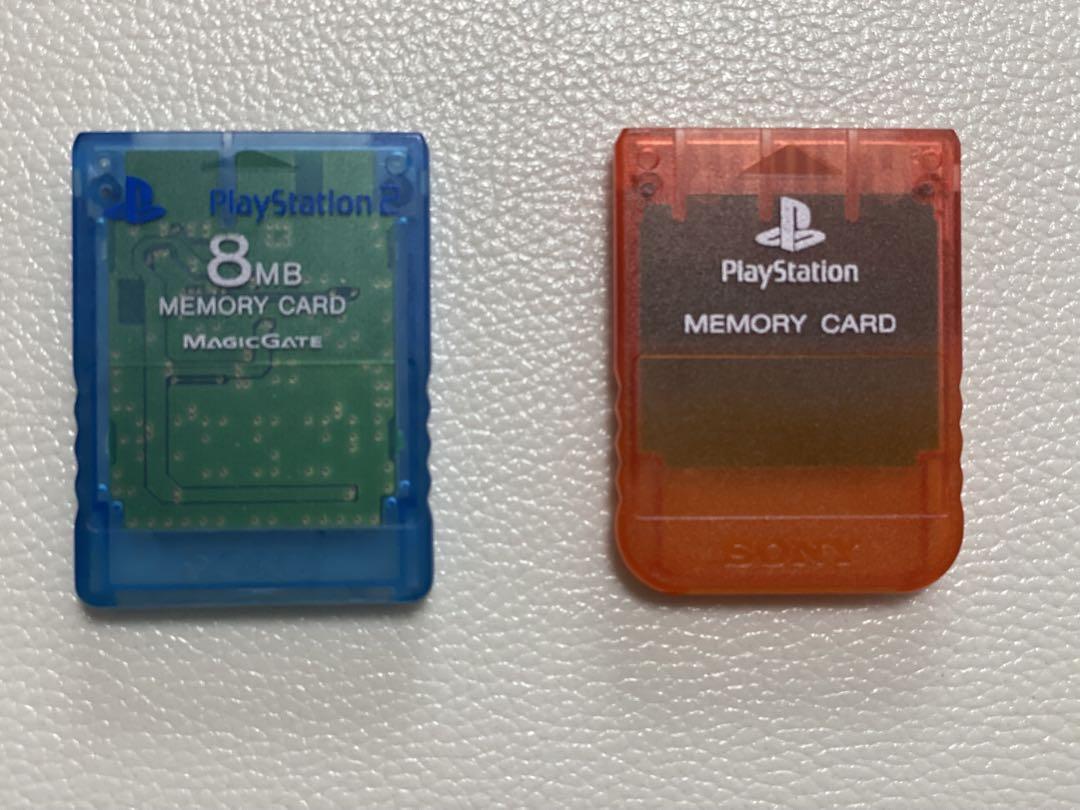 PlayStation 2
8MB
MEMORY CARD
MAGICGATE
PlayStation
MEMORY CARD
SONY